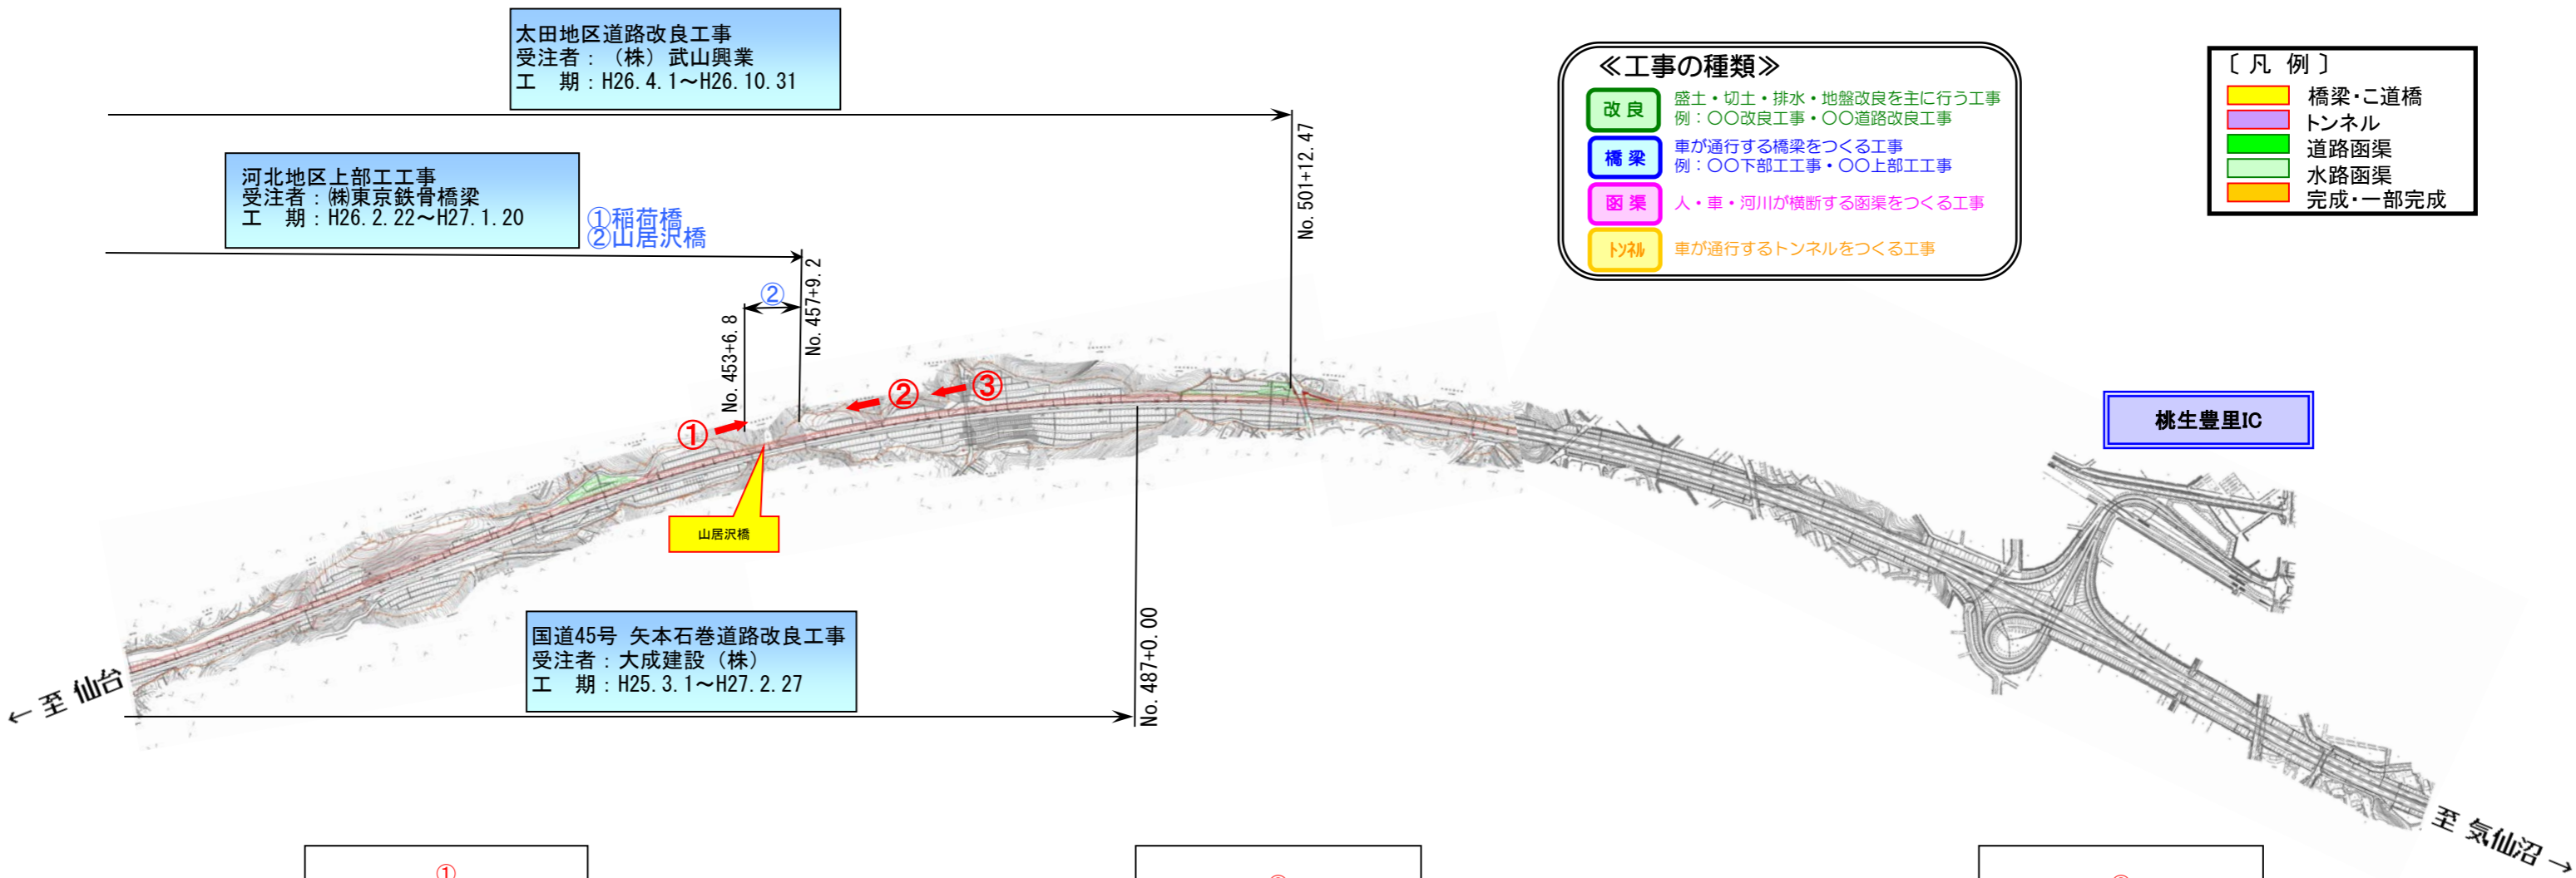 太田地区道路改良工事
受注者：（株）武山興業
工　期：H26.4.1～H26.10.31
河北地区上部工工事
受注者：㈱東京鉄骨橋梁
工　期：H26.2.22～H27.1.20
①稲荷橋
②山居沢橋
≪工事の種類≫
改良
盛土・切土・排水・地盤改良を主に行う工事
例：〇〇改良工事・〇〇道路改良工事
橋梁
車が通行する橋梁をつくる工事
例：〇〇下部工工事・〇〇上部工工事
函渠
人・車・河川が横断する函渠をつくる工事
トンネル
車が通行するトンネルをつくる工事
〔 凡 例 〕
橋梁・こ道橋
トンネル
道路函渠
水路函渠
完成・一部完成
No.501+12.47
No.457+9.2
②
No.453+6.8
①
②
③
山居沢橋
桃生豊里IC
国道45号 矢本石巻道路改良工事
受注者：大成建設（株）
工　期：H25.3.1～H27.2.27
No.487+0.00
← 至 仙台
至 気仙沼 →
①